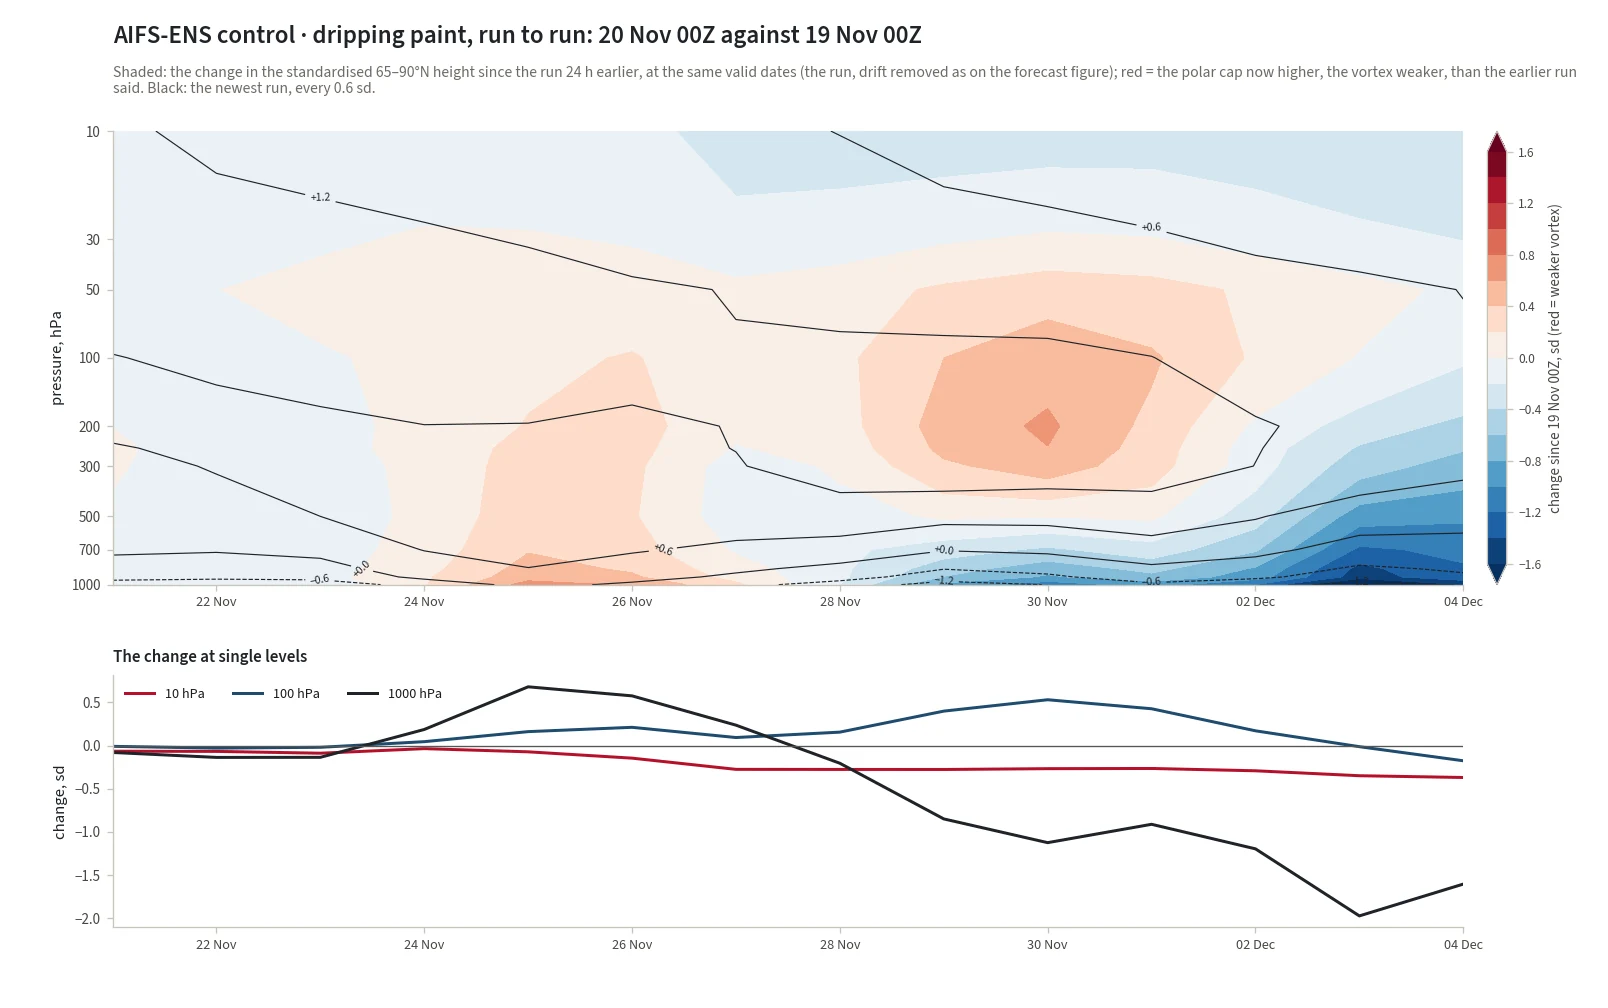 AIFS-ENS control · dripping paint, run to run: 20 Nov 00Z against 19 Nov 00Z
Shaded: the change in the standardised 65–90°N height since the run 24 h earlier, at the same valid dates (the run, drift removed as on the forecast figure); red = the polar cap now higher, the vortex weaker, than the earlier run
said. Black: the newest run, every 0.6 sd.
pressure, hPa
10
30
50
100
200
300
500
700
1000
+1.2
+0.6
+0.6
+0.0
+0.0
−0.6
−1.2
−0.6
22 Nov
24 Nov
26 Nov
28 Nov
30 Nov
02 Dec
04 Dec
1.6
1.2
0.8
0.4
0.0
−0.4
−0.8
−1.2
−1.6
change since 19 Nov 00Z, sd (red = weaker vortex)
The change at single levels
10 hPa
100 hPa
1000 hPa
change, sd
0.5
0.0
−0.5
−1.0
−1.5
−2.0
22 Nov
24 Nov
26 Nov
28 Nov
30 Nov
02 Dec
04 Dec